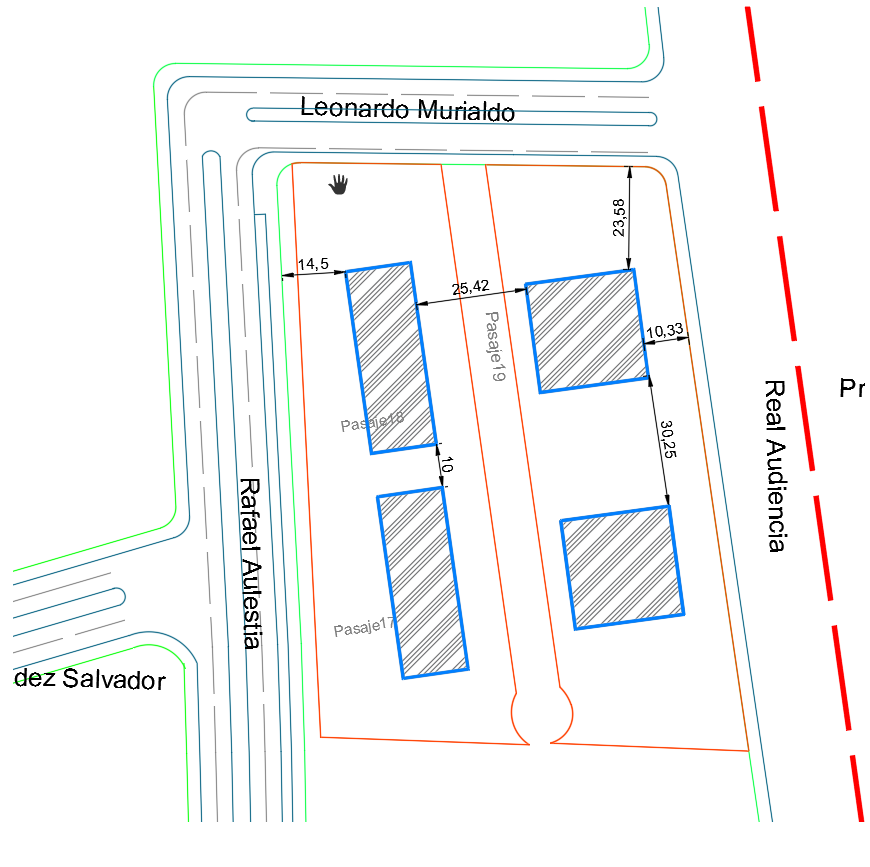 Leonardo Murialdo
23,58
14,5
25,42
Pasaje19
10,33
Pr
Real Audiencia
Pasaje18
30,25
10
Rafael Aulestia
Pasaje17
dez Salvador